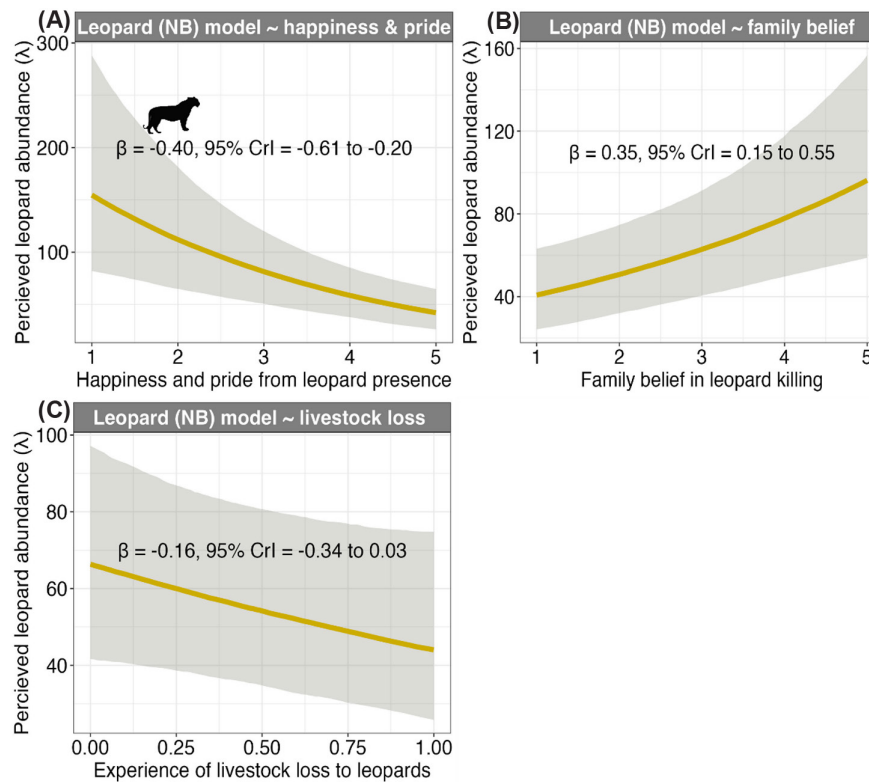 (A) Leopard (NB) model ~ happiness & pride
Percieved leopard abundance (λ)
300
200
100
β = -0.40, 95% CrI = -0.61 to -0.20
1 2 3 4 5
Happiness and pride from leopard presence
(B) Leopard (NB) model ~ family belief
Percieved leopard abundance (λ)
160
120
80
40
β = 0.35, 95% CrI = 0.15 to 0.55
1 2 3 4 5
Family belief in leopard killing
(C) Leopard (NB) model ~ livestock loss
Percieved leopard abundance (λ)
100
80
60
40
β = -0.16, 95% CrI = -0.34 to 0.03
0.00 0.25 0.50 0.75 1.00
Experience of livestock loss to leopards